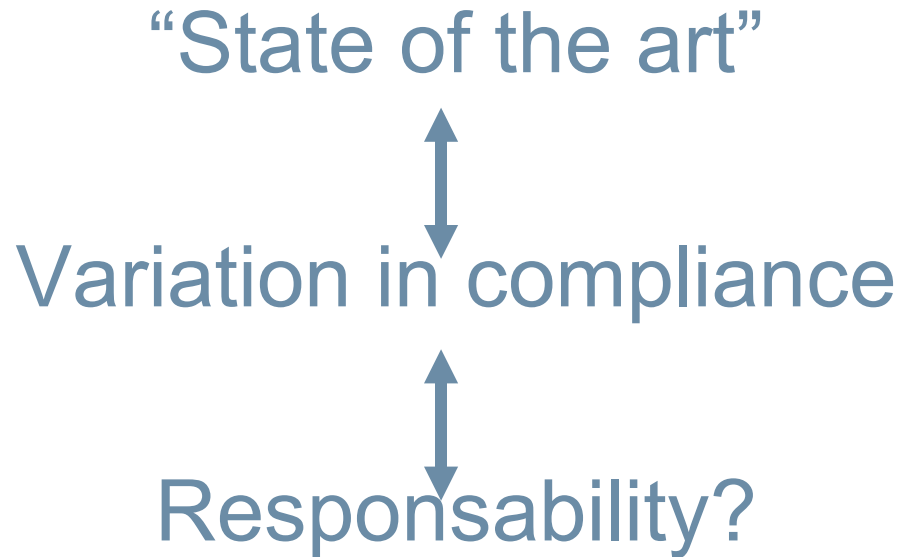 “State of the art”
Variation in compliance
Responsability?